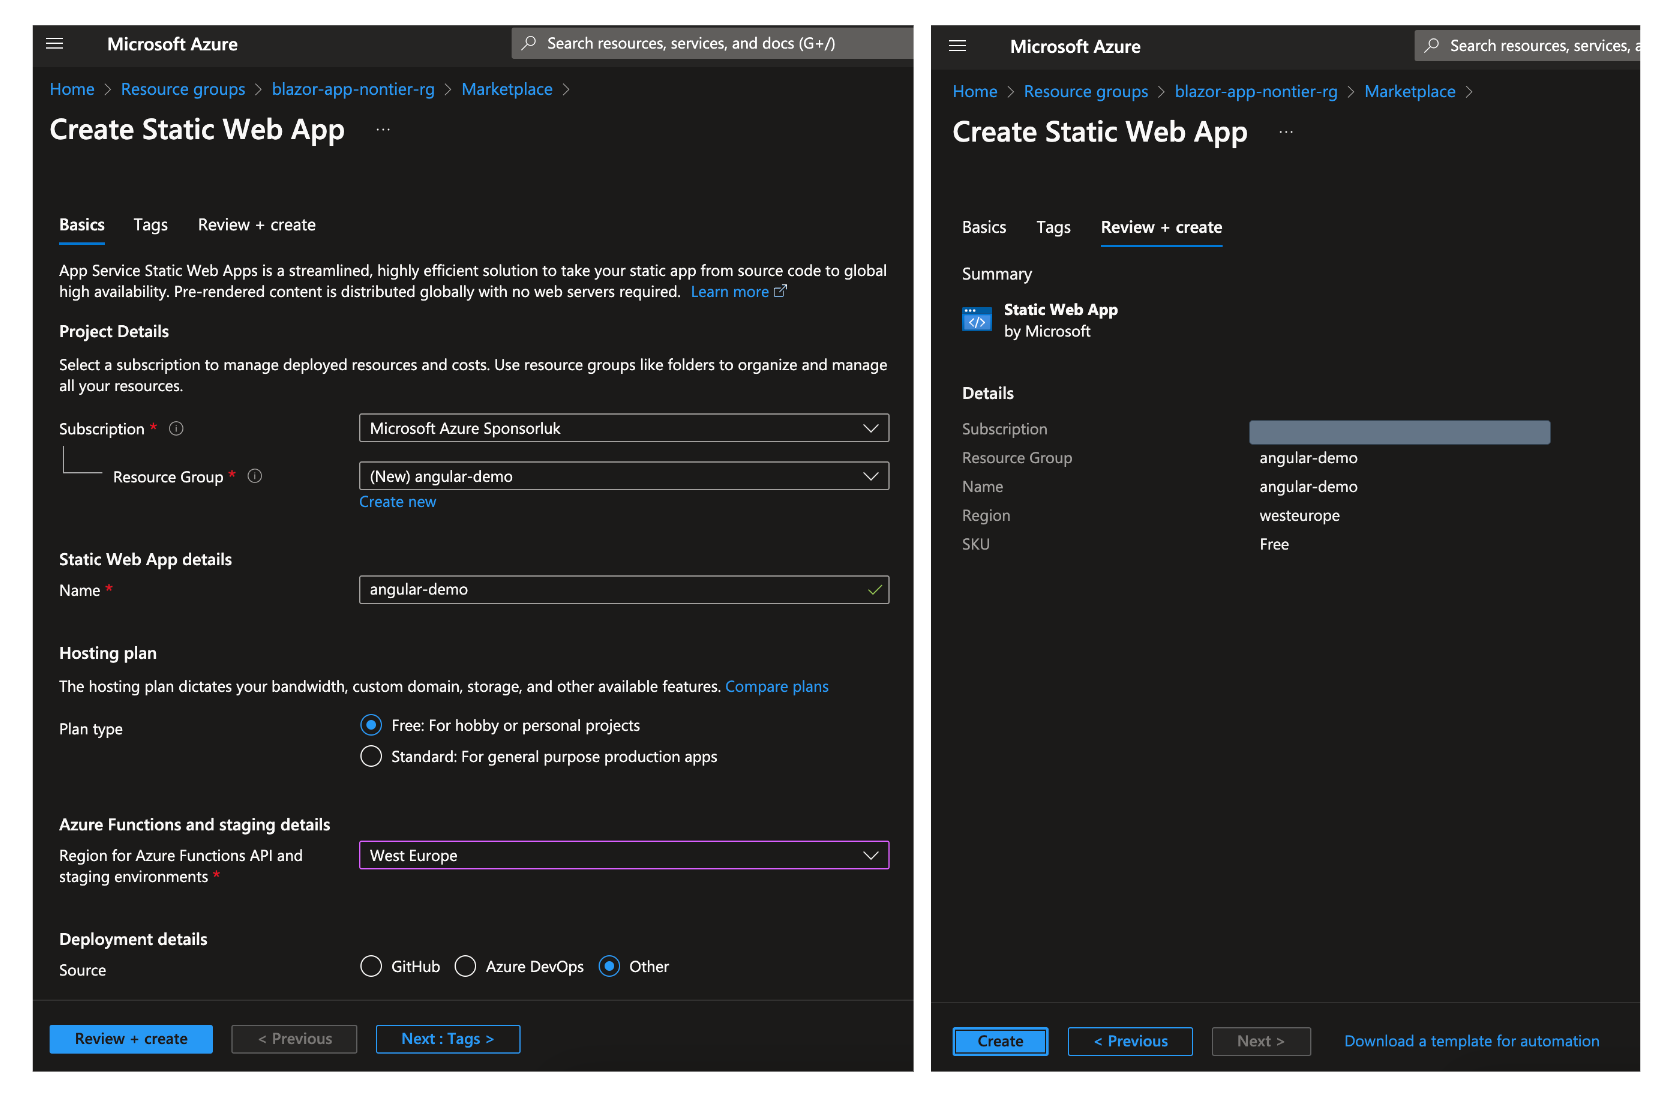 Microsoft Azure
Search resources, services, and docs (G+/)
Home > Resource groups > blazor-app-nontier-rg > Marketplace >
Create Static Web App ...
Basics Tags Review + create
App Service Static Web Apps is a streamlined, highly efficient solution to take your static app from source code to global
high availability. Pre-rendered content is distributed globally with no web servers required. Learn more
Project Details
Select a subscription to manage deployed resources and costs. Use resource groups like folders to organize and manage
all your resources.
Subscription * Microsoft Azure Sponsorluk
Resource Group * (New) angular-demo
Create new
Static Web App details
Name * angular-demo
Hosting plan
The hosting plan dictates your bandwidth, custom domain, storage, and other available features. Compare plans
Plan type
Free: For hobby or personal projects
Standard: For general purpose production apps
Azure Functions and staging details
Region for Azure Functions API and
staging environments *
West Europe
Deployment details
Source GitHub Azure DevOps Other
Review + create < Previous Next : Tags >
Microsoft Azure
Search resources, services,
Home > Resource groups > blazor-app-nontier-rg > Marketplace >
Create Static Web App ...
Basics Tags Review + create
Summary
Static Web App
by Microsoft
Details
Subscription
Resource Group angular-demo
Name angular-demo
Region westeurope
SKU Free
Create < Previous Next > Download a template for automation